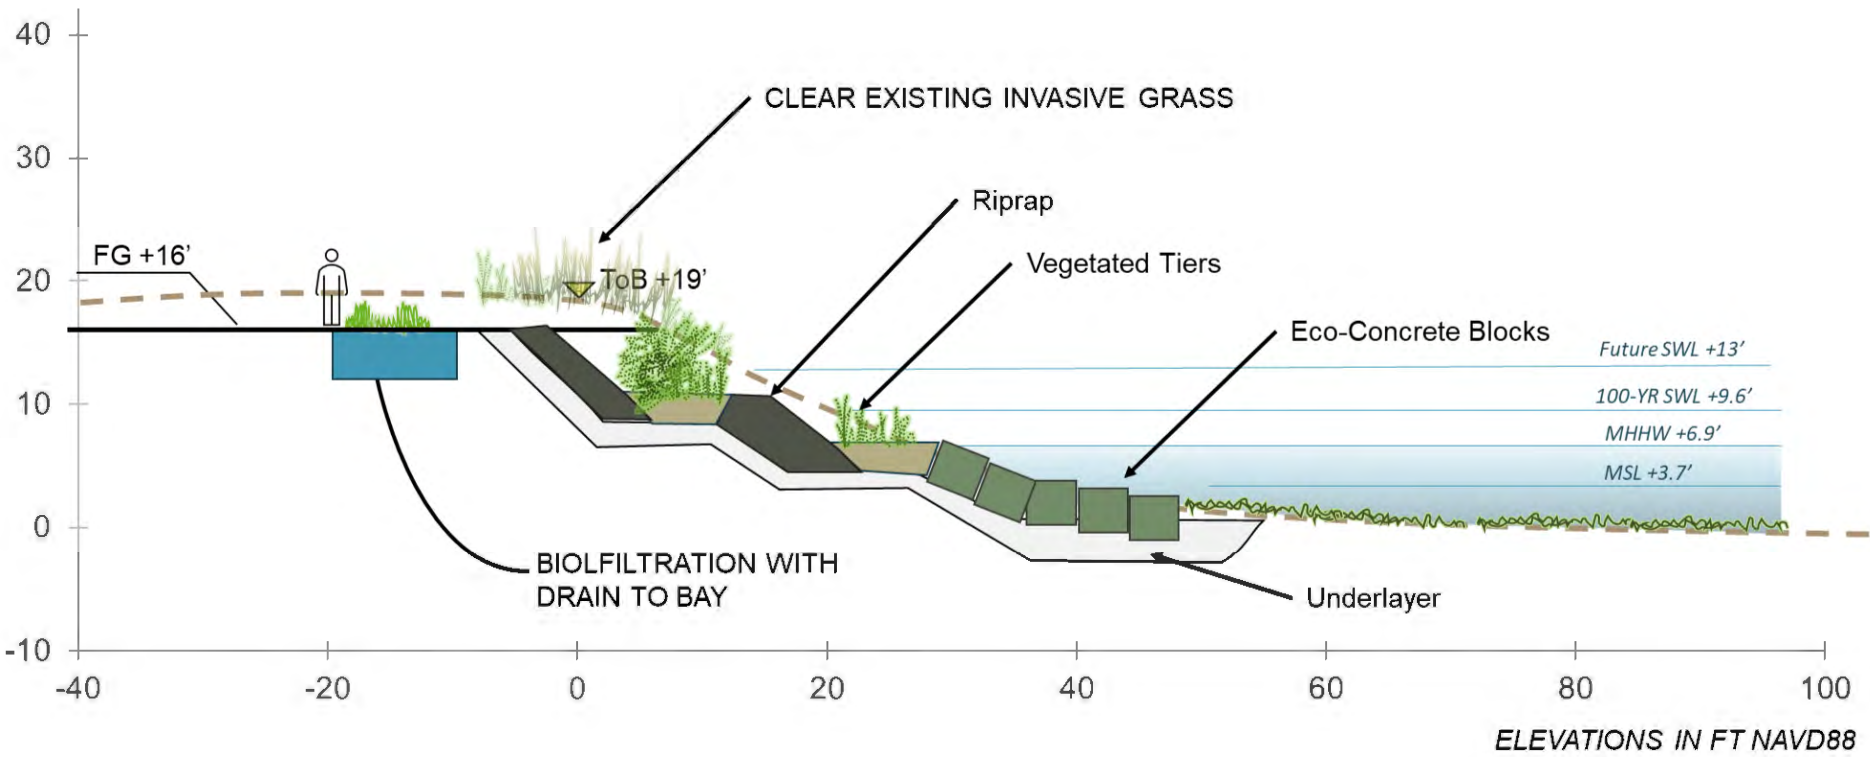 40
CLEAR EXISTING INVASIVE GRASS
30
Riprap
FG +16’
Vegetated Tiers
20
ToB +19’
Eco-Concrete Blocks
Future SWL +13’
10
100-YR SWL +9.6’
MHHW +6.9’
MSL +3.7’
0
BIOLFILTRATION WITH
DRAIN TO BAY
Underlayer
-10
-40 -20 0 20 40 60 80 100
ELEVATIONS IN FT NAVD88